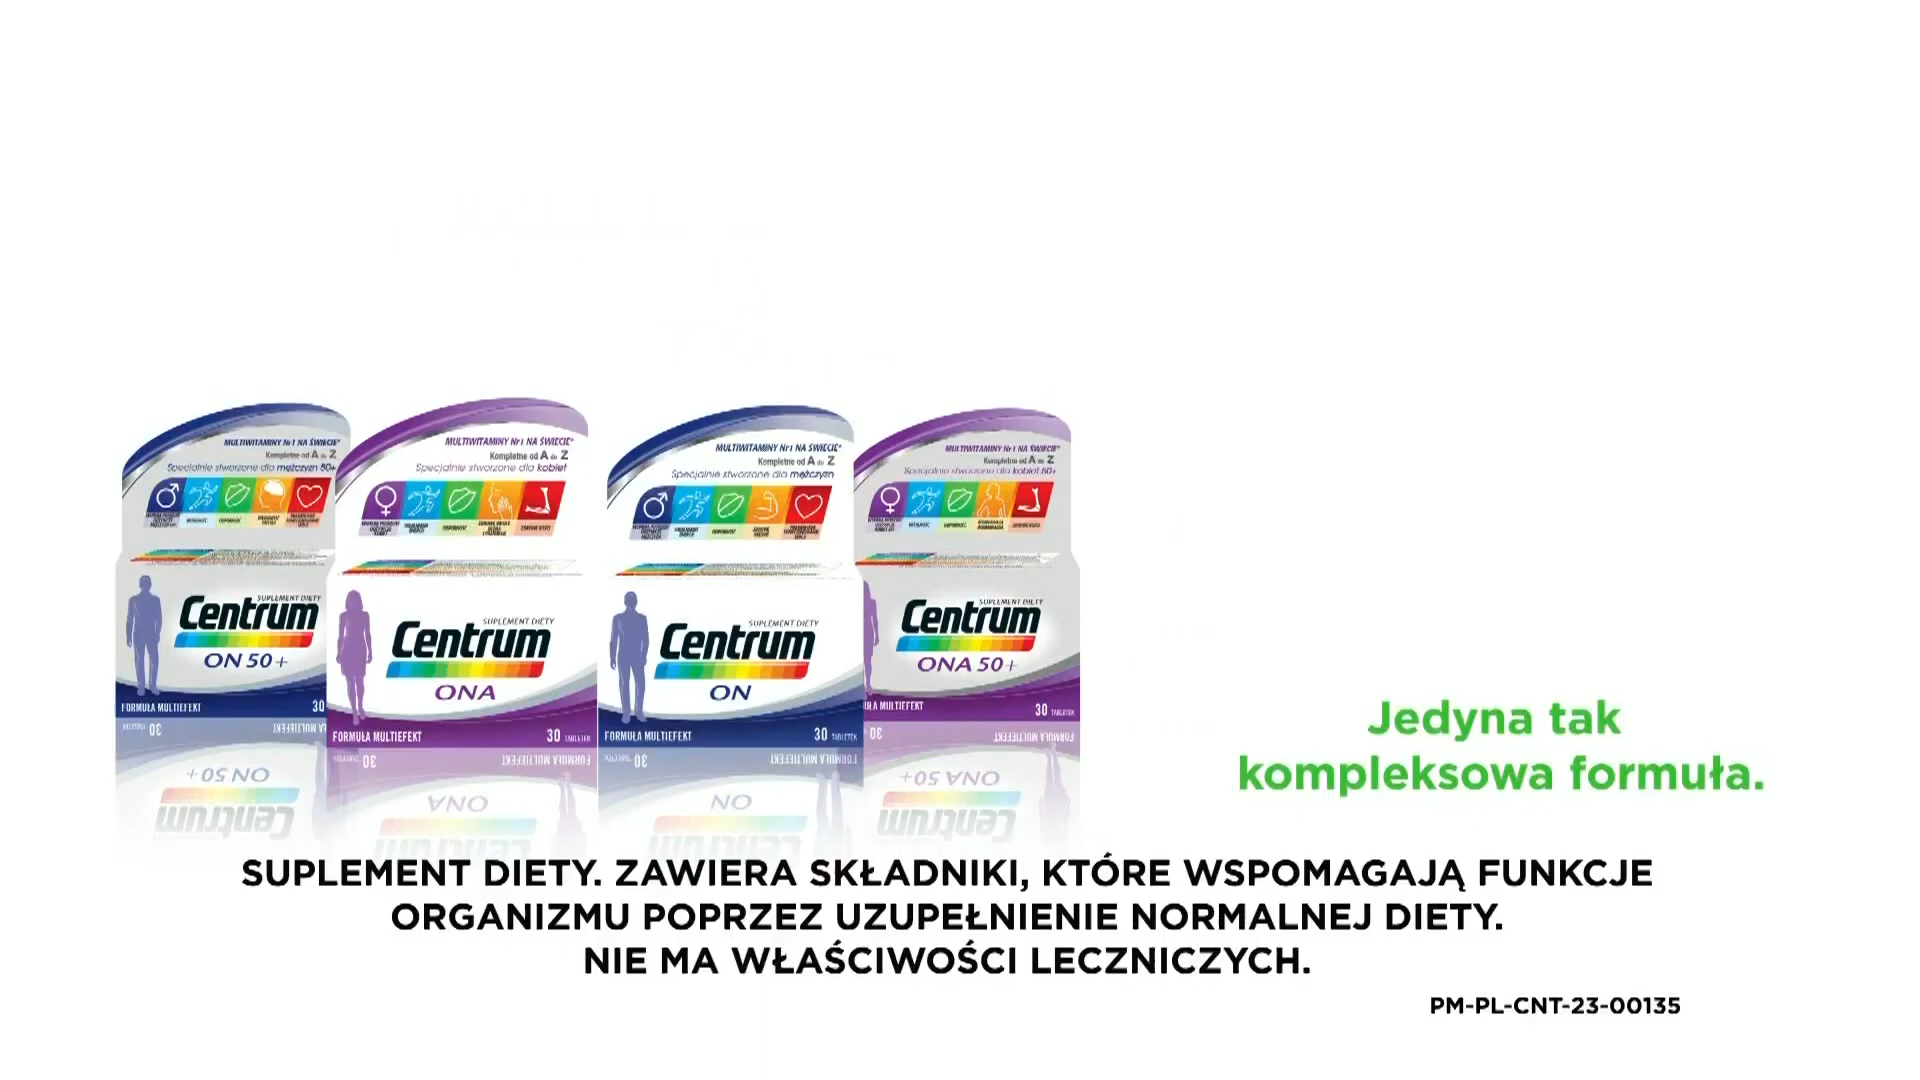 MULTIWITAMINY Nr 1 NA ŚWIECIE*
Kompletne od A do Z
Specjalnie stworzone dla mężczyzn 50+
SUPLEMENT DIETY
Centrum
ON 50+
FORMUŁA MULTIEFEKT
30
MULTIWITAMINY Nr 1 NA ŚWIECIE*
Kompletne od A do Z
Specjalnie stworzone dla kobiet
SUPLEMENT DIETY
Centrum
ONA
FORMUŁA MULTIEFEKT
30 TABLETEK
MULTIWITAMINY Nr 1 NA ŚWIECIE*
Kompletne od A do Z
Specjalnie stworzone dla mężczyzn
ODPORNOŚĆ
SUPLEMENT DIETY
Centrum
ON
FORMUŁA MULTIEFEKT
30 TABLETEK
MULTIWITAMINY Nr 1 NA ŚWIECIE*
Kompletne od A do Z
Specjalnie stworzone dla kobiet 50+
SUPLEMENT DIETY
Centrum
ONA 50+
MULTIEFEKT
30 TABLETEK
Jedyna tak
kompleksowa formuła.
SUPLEMENT DIETY. ZAWIERA SKŁADNIKI, KTÓRE WSPOMAGAJĄ FUNKCJE
ORGANIZMU POPRZEZ UZUPEŁNIENIE NORMALNEJ DIETY.
NIE MA WŁAŚCIWOŚCI LECZNICZYCH.
PM-PL-CNT-23-00135